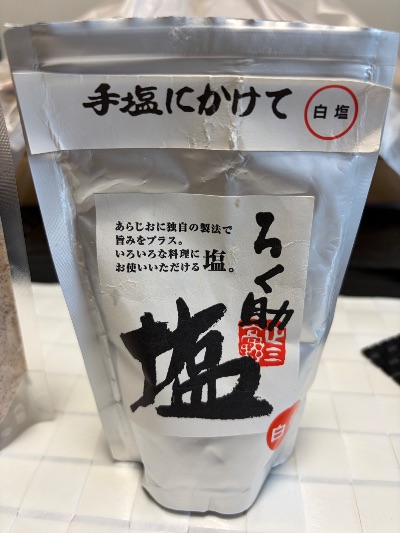 手塩にかけて
白塩
あらじおに独自の製法で
旨みをプラス。
いろいろな料理に
お使いいただける 塩。
ろく助
塩
白